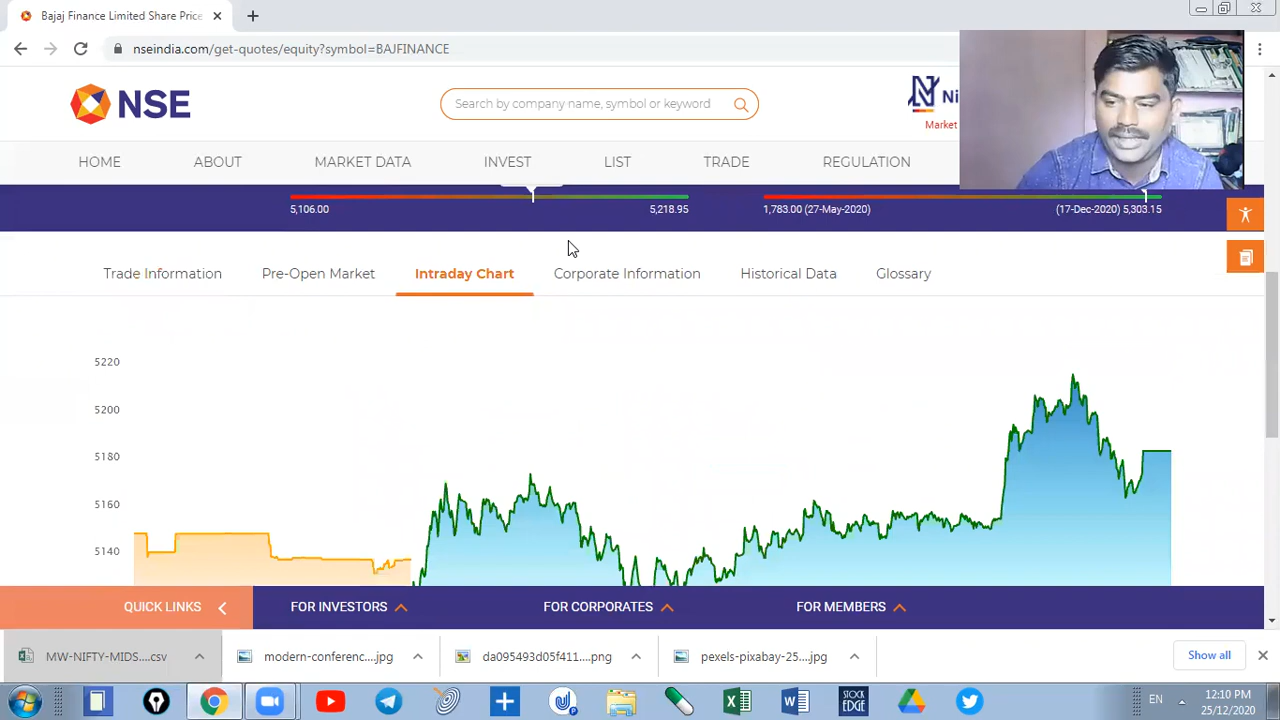 Bajaj Finance Limited Share Price
nseindia.com/get-quotes/equity?symbol=BAJFINANCE
NSE
Search by company name, symbol or keyword
Ni
Market
HOME
ABOUT
MARKET DATA
INVEST
LIST
TRADE
REGULATION
5,106.00
5,218.95
1,783.00 (27-May-2020)
(17-Dec-2020) 5,303.15
Trade Information
Pre-Open Market
Intraday Chart
Corporate Information
Historical Data
Glossary
5220
5200
5180
5160
5140
QUICK LINKS
FOR INVESTORS
FOR CORPORATES
FOR MEMBERS
MW-NIFTY-MIDS....csv
modern-conferenc...jpg
da095493d05f411....png
pexels-pixabay-25....jpg
Show all
STOCK
EDGE
EN
12:10 PM
25/12/2020